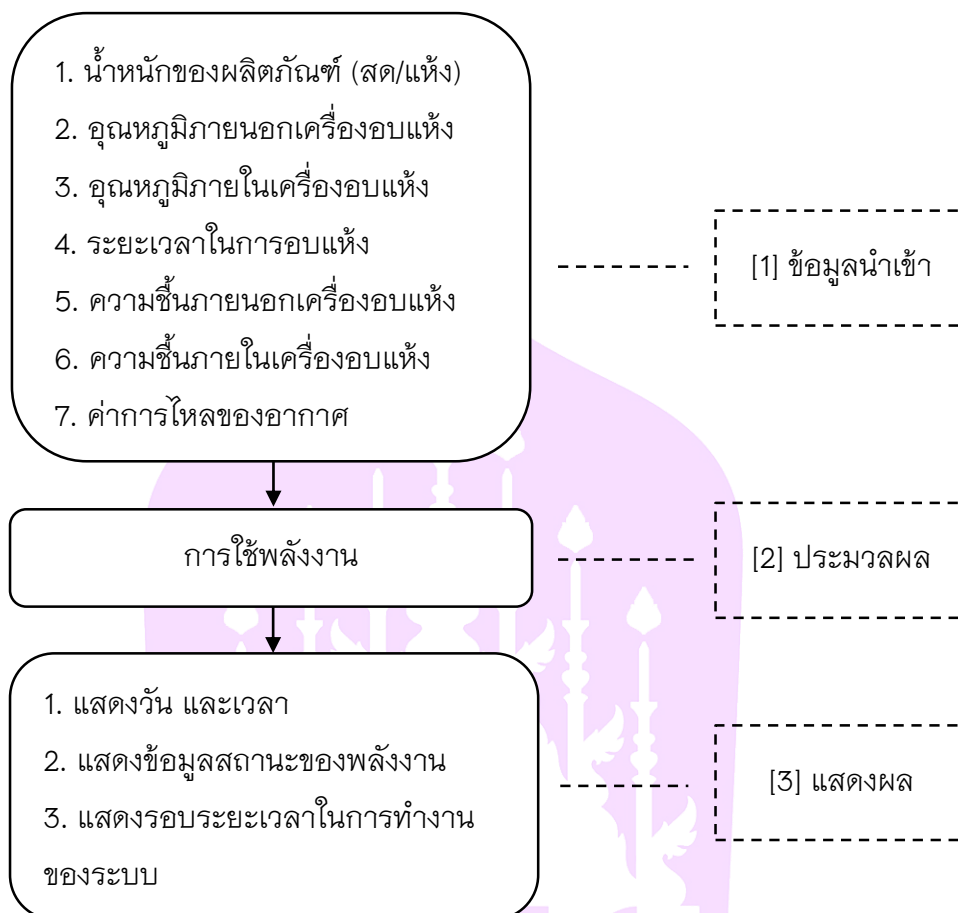 1. น้ำหนักของผลิตภัณฑ์ (สด/แห้ง)
2. อุณหภูมิภายนอกเครื่องอบแห้ง
3. อุณหภูมิภายในเครื่องอบแห้ง
4. ระยะเวลาในการอบแห้ง
5. ความชื้นภายนอกเครื่องอบแห้ง
6. ความชื้นภายในเครื่องอบแห้ง
7. ค่าการไหลของอากาศ
[1] ข้อมูลนำเข้า
การใช้พลังงาน
[2] ประมวลผล
1. แสดงวัน และเวลา
2. แสดงข้อมูลสถานะของพลังงาน
3. แสดงรอบระยะเวลาในการทำงาน
ของระบบ
[3] แสดงผล